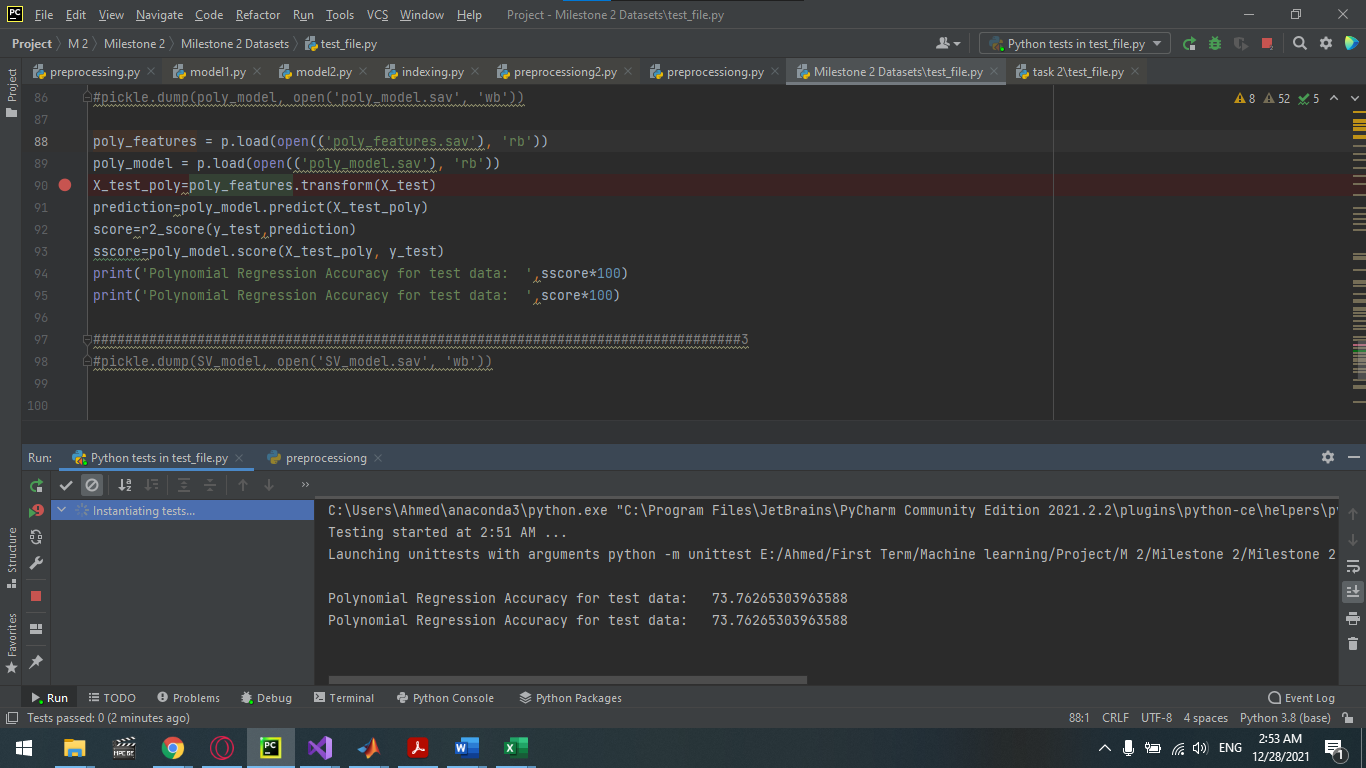 File Edit View Navigate Code Refactor Run Tools VCS Window Help Project - Milestone 2 Datasets\test_file.py
Project M 2 Milestone 2 Milestone 2 Datasets test_file.py Python tests in test_file.py
Project
preprocessing.py model1.py model2.py indexing.py preprocessiong2.py preprocessiong.py Milestone 2 Datasets\test_file.py task 2\test_file.py
86 #pickle.dump(poly_model, open('poly_model.sav', 'wb')) 8 52 5
87
88 poly_features = p.load(open(('poly_features.sav'), 'rb'))
89 poly_model = p.load(open(('poly_model.sav'), 'rb'))
90 X_test_poly=poly_features.transform(X_test)
91 prediction=poly_model.predict(X_test_poly)
92 score=r2_score(y_test,prediction)
93 sscore=poly_model.score(X_test_poly, y_test)
94 print('Polynomial Regression Accuracy for test data:  ',sscore*100)
95 print('Polynomial Regression Accuracy for test data:  ',score*100)
96
97 #################################################################################3
98 #pickle.dump(SV_model, open('SV_model.sav', 'wb'))
99
100
Run: Python tests in test_file.py preprocessiong
Instantiating tests...
C:\Users\Ahmed\anaconda3\python.exe "C:\Program Files\JetBrains\PyCharm Community Edition 2021.2.2\plugins\python-ce\helpers\py
Testing started at 2:51 AM ...
Launching unittests with arguments python -m unittest E:/Ahmed/First Term/Machine learning/Project/M 2/Milestone 2/Milestone 2
Polynomial Regression Accuracy for test data:   73.76265303963588
Polynomial Regression Accuracy for test data:   73.76265303963588
Structure
Favorites
Run TODO Problems Debug Terminal Python Console Python Packages Event Log
Tests passed: 0 (2 minutes ago) 88:1 CRLF UTF-8 4 spaces Python 3.8 (base)
ENG 2:53 AM
12/28/2021 1